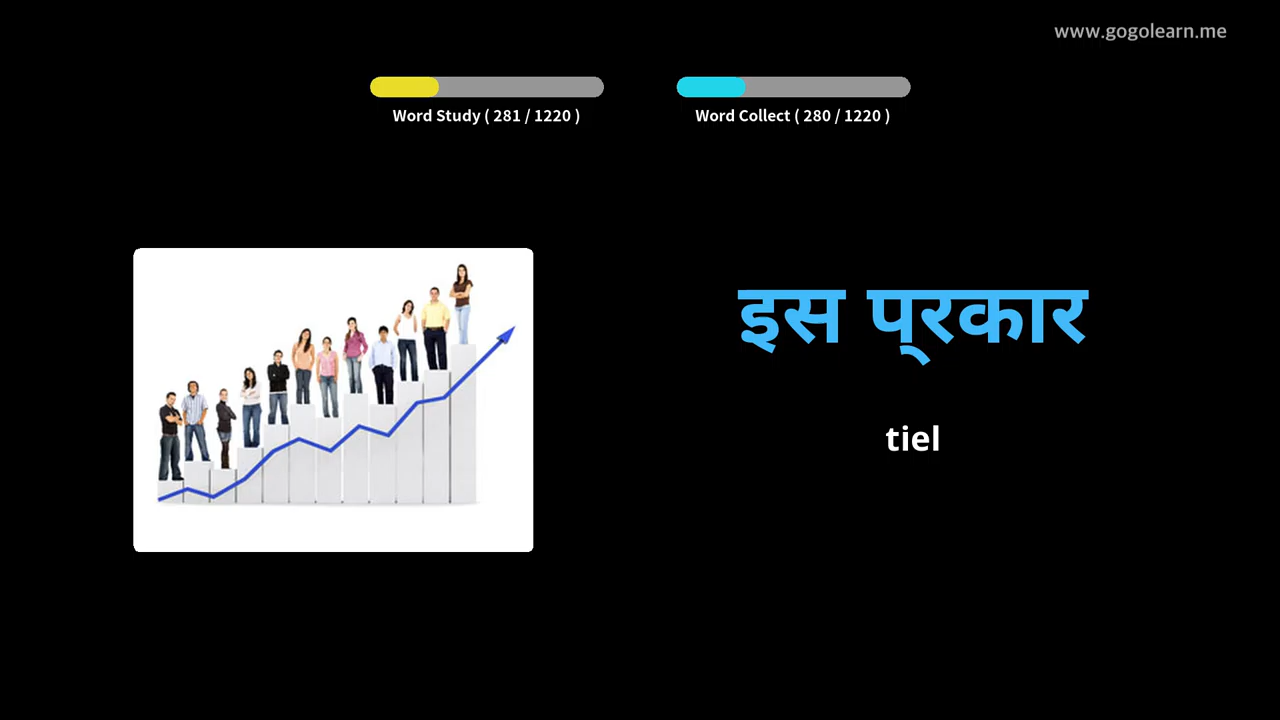 www.gogolearn.me
Word Study ( 281 / 1220 )
Word Collect ( 280 / 1220 )
इस प्‌रकार
tiel